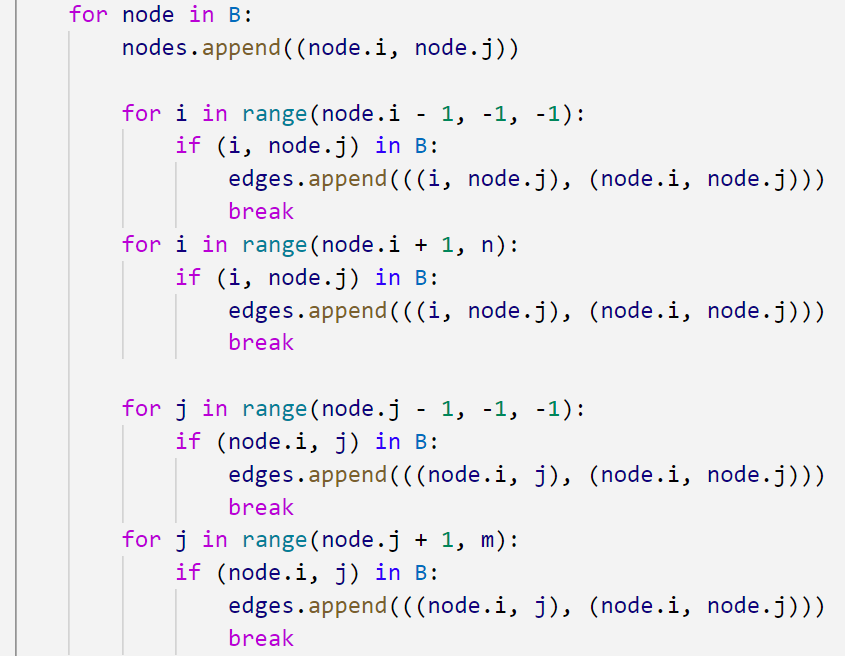 for node in B:
    nodes.append((node.i, node.j))

    for i in range(node.i - 1, -1, -1):
        if (i, node.j) in B:
            edges.append(((i, node.j), (node.i, node.j)))
            break
    for i in range(node.i + 1, n):
        if (i, node.j) in B:
            edges.append(((i, node.j), (node.i, node.j)))
            break

    for j in range(node.j - 1, -1, -1):
        if (node.i, j) in B:
            edges.append(((node.i, j), (node.i, node.j)))
            break
    for j in range(node.j + 1, m):
        if (node.i, j) in B:
            edges.append(((node.i, j), (node.i, node.j)))
            break